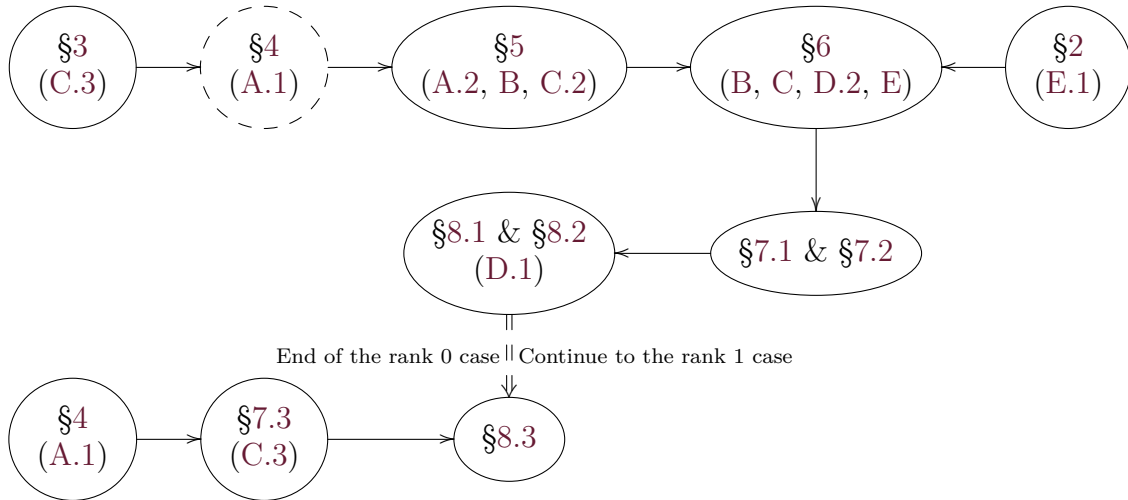 §3
(C.3)
§4
(A.1)
§5
(A.2, B, C.2)
§6
(B, C, D.2, E)
§2
(E.1)
§8.1 & §8.2
(D.1)
§7.1 & §7.2
End of the rank 0 case
Continue to the rank 1 case
§4
(A.1)
§7.3
(C.3)
§8.3